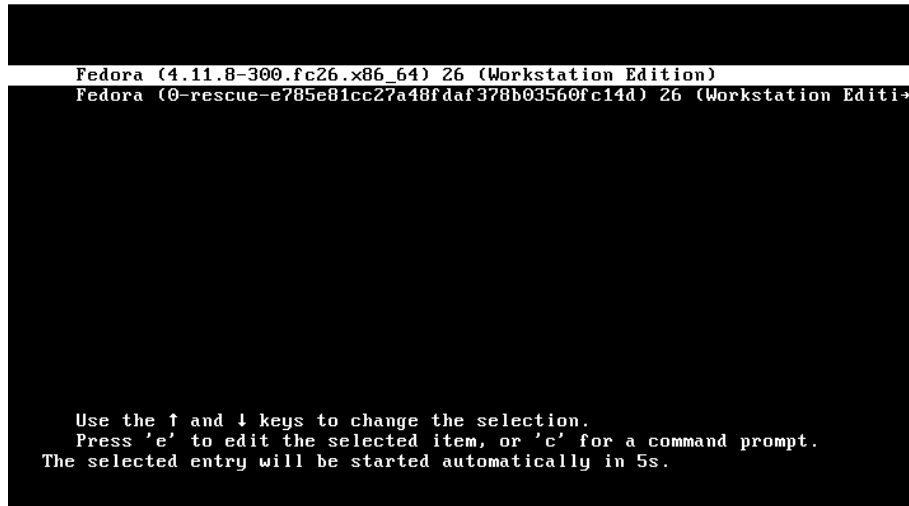 Fedora (4.11.8-300.fc26.x86_64) 26 (Workstation Edition)
Fedora (0-rescue-e785e81cc27a48fdaf378b03560fc14d) 26 (Workstation Editi→
Use the ↑ and ↓ keys to change the selection.
Press 'e' to edit the selected item, or 'c' for a command prompt.
The selected entry will be started automatically in 5s.